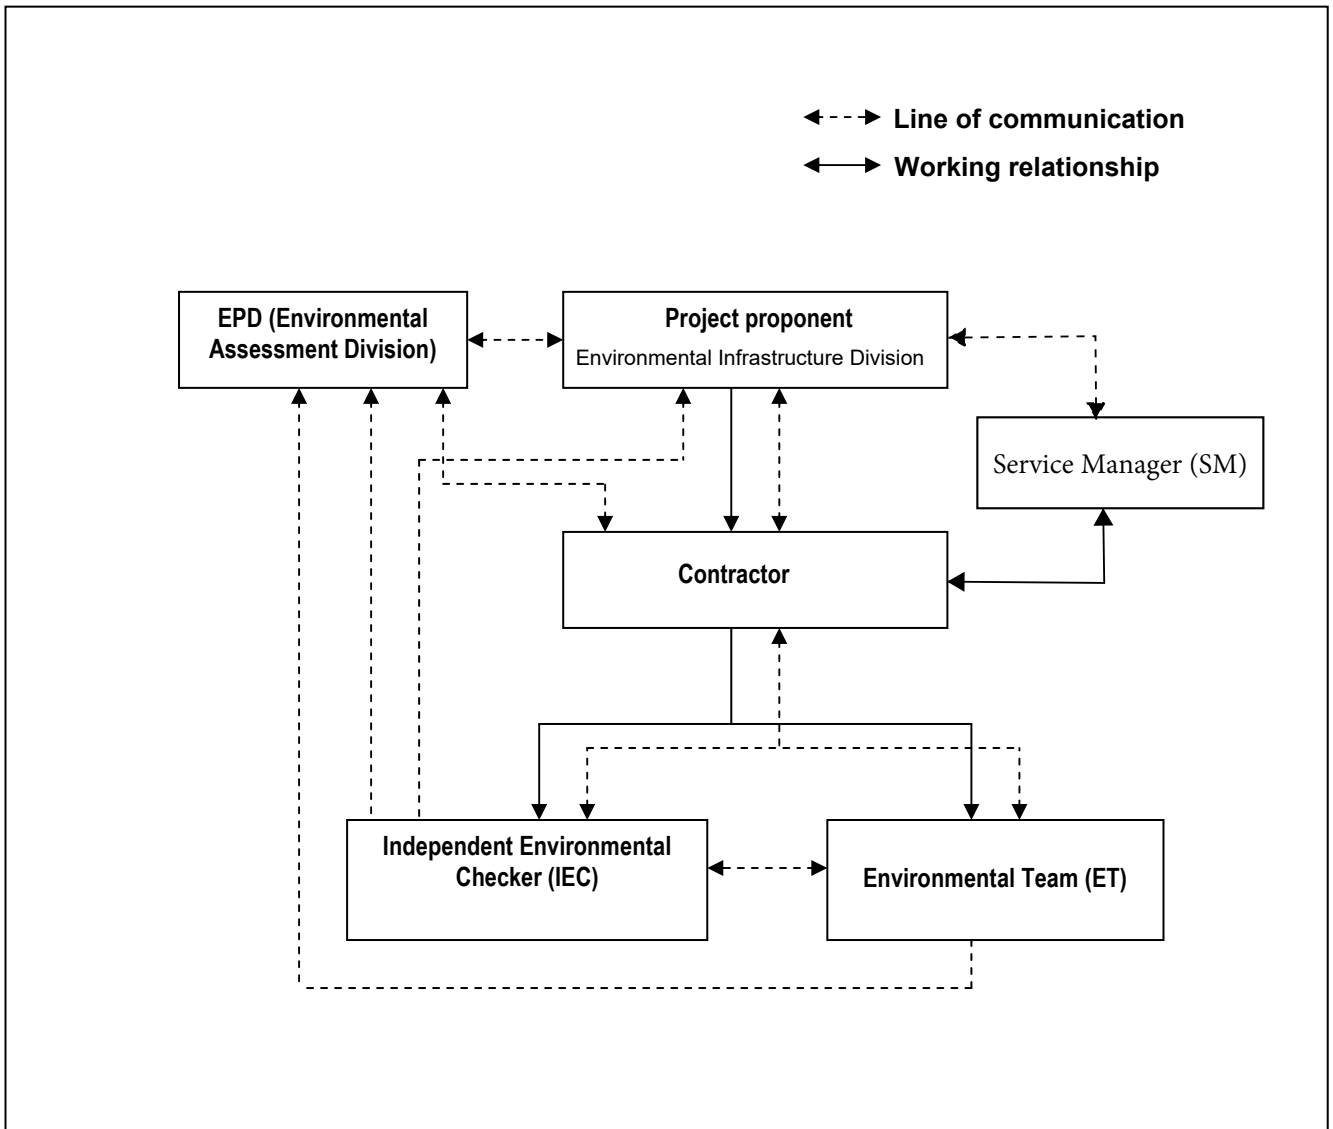 Line of communication
Working relationship
EPD (Environmental
Assessment Division)
Project proponent
Environmental Infrastructure Division
Service Manager (SM)
Contractor
Independent Environmental
Checker (IEC)
Environmental Team (ET)